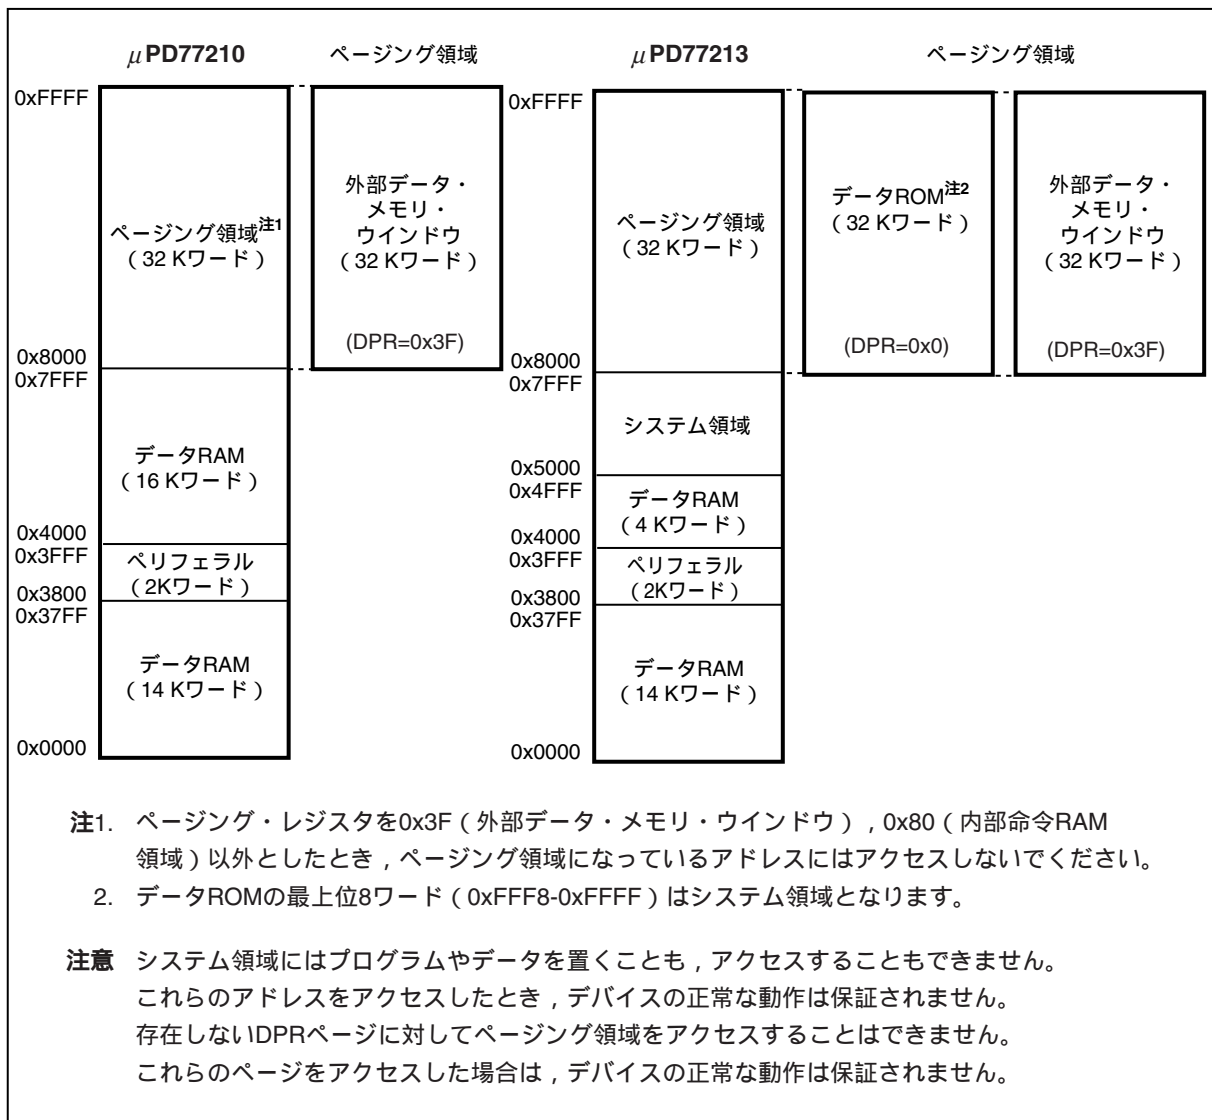 μPD77210
ページング領域
0xFFFF
ページング領域注1
(32 Kワード)
0x8000
0x7FFF
データRAM
(16 Kワード)
0x4000
0x3FFF
ペリフェラル
(2Kワード)
0x3800
0x37FF
データRAM
(14 Kワード)
0x0000
外部データ・
メモリ・
ウインドウ
(32 Kワード)
(DPR=0x3F)
μPD77213
ページング領域
0xFFFF
ページング領域
(32 Kワード)
0x8000
0x7FFF
システム領域
0x5000
0x4FFF
データRAM
(4 Kワード)
0x4000
0x3FFF
ペリフェラル
(2Kワード)
0x3800
0x37FF
データRAM
(14 Kワード)
0x0000
データROM注2
(32 Kワード)
(DPR=0x0)
外部データ・
メモリ・
ウインドウ
(32 Kワード)
(DPR=0x3F)
注1. ページング・レジスタを0x3F(外部データ・メモリ・ウインドウ),0x80(内部命令RAM
領域)以外としたとき,ページング領域になっているアドレスにはアクセスしないでください。
2. データROMの最上位8ワード(0xFFF8-0xFFFF)はシステム領域となります。
注意 システム領域にはプログラムやデータを置くことも,アクセスすることもできません。
これらのアドレスをアクセスしたとき,デバイスの正常な動作は保証されません。
存在しないDPRページに対してページング領域をアクセスすることはできません。
これらのページをアクセスした場合は,デバイスの正常な動作は保証されません。